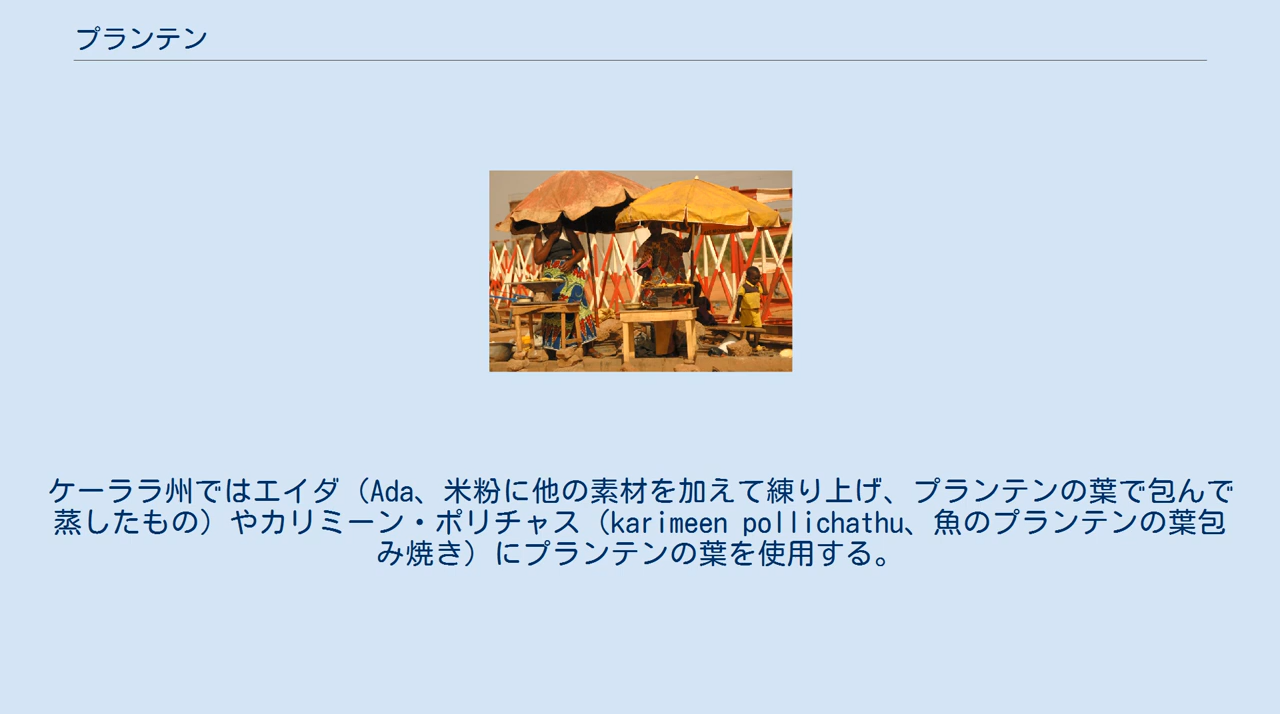 プランテン
ケーララ州ではエイダ（Ada、米粉に他の素材を加えて練り上げ、プランテンの葉で包んで
蒸したもの）やカリミーン・ポリチャス（karimeen pollichathu、魚のプランテンの葉包
み焼き）にプランテンの葉を使用する。